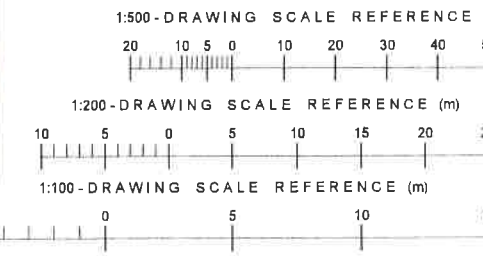 1:500-DRAWING SCALE REFERENCE
20 10 5 0 10 20 30 40
1:200-DRAWING SCALE REFERENCE (m)
10 5 0 5 10 15 20
1:100-DRAWING SCALE REFERENCE (m)
0 5 10